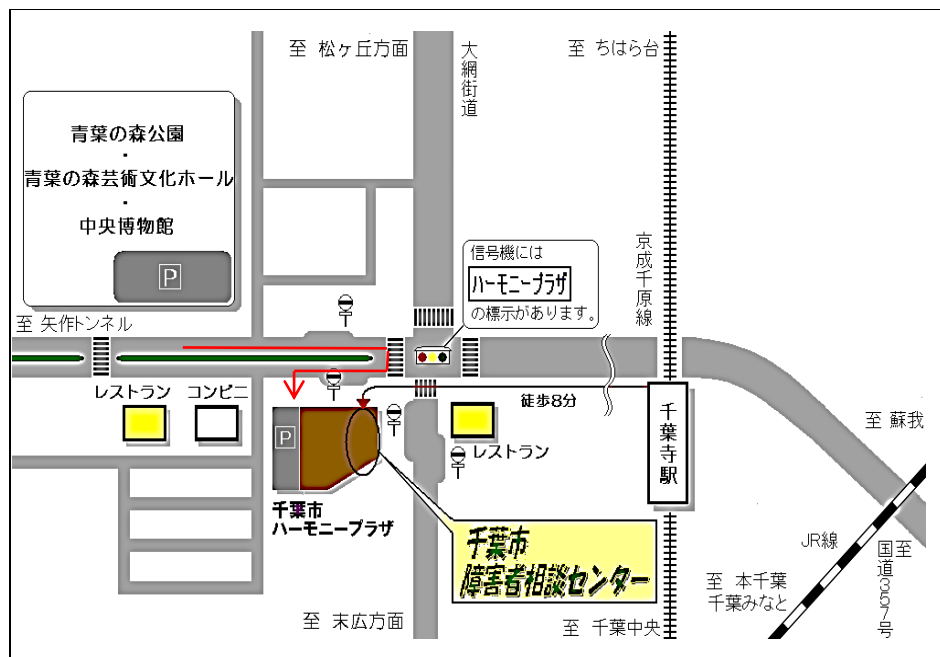 至 松ヶ丘方面
大網街道
至 ちはら台
青葉の森公園
・
青葉の森芸術文化ホール
・
中央博物館
P
京成千原線
信号機には
ハーモニープラザ
の標示があります。
至 矢作トンネル
レストラン
コンビニ
徒歩8分
千葉寺駅
至 蘇我
P
レストラン
千葉市
ハーモニープラザ
千葉市
障害者相談センター
JR線
至
国道357号
至 本千葉
千葉みなと
至 末広方面
至 千葉中央